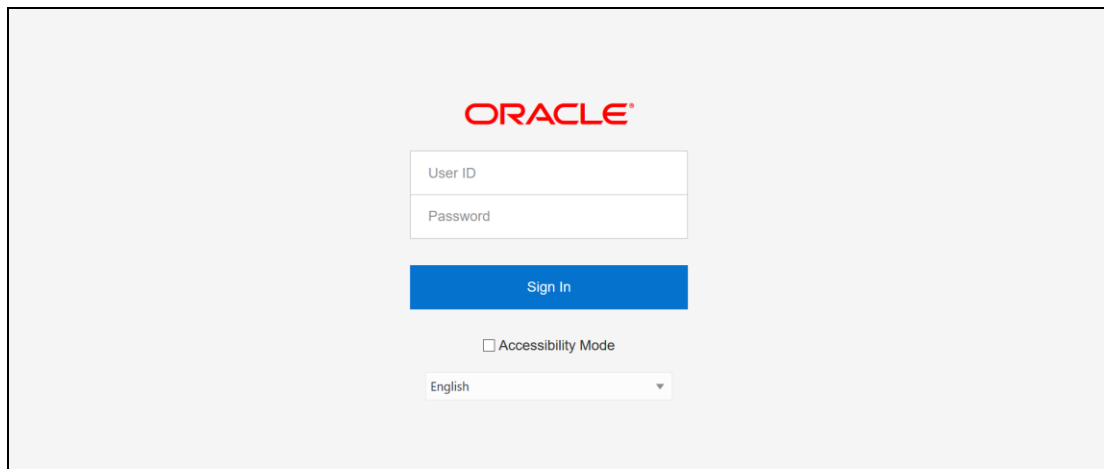 ORACLE®
User ID
Password
Sign In
Accessibility Mode
English